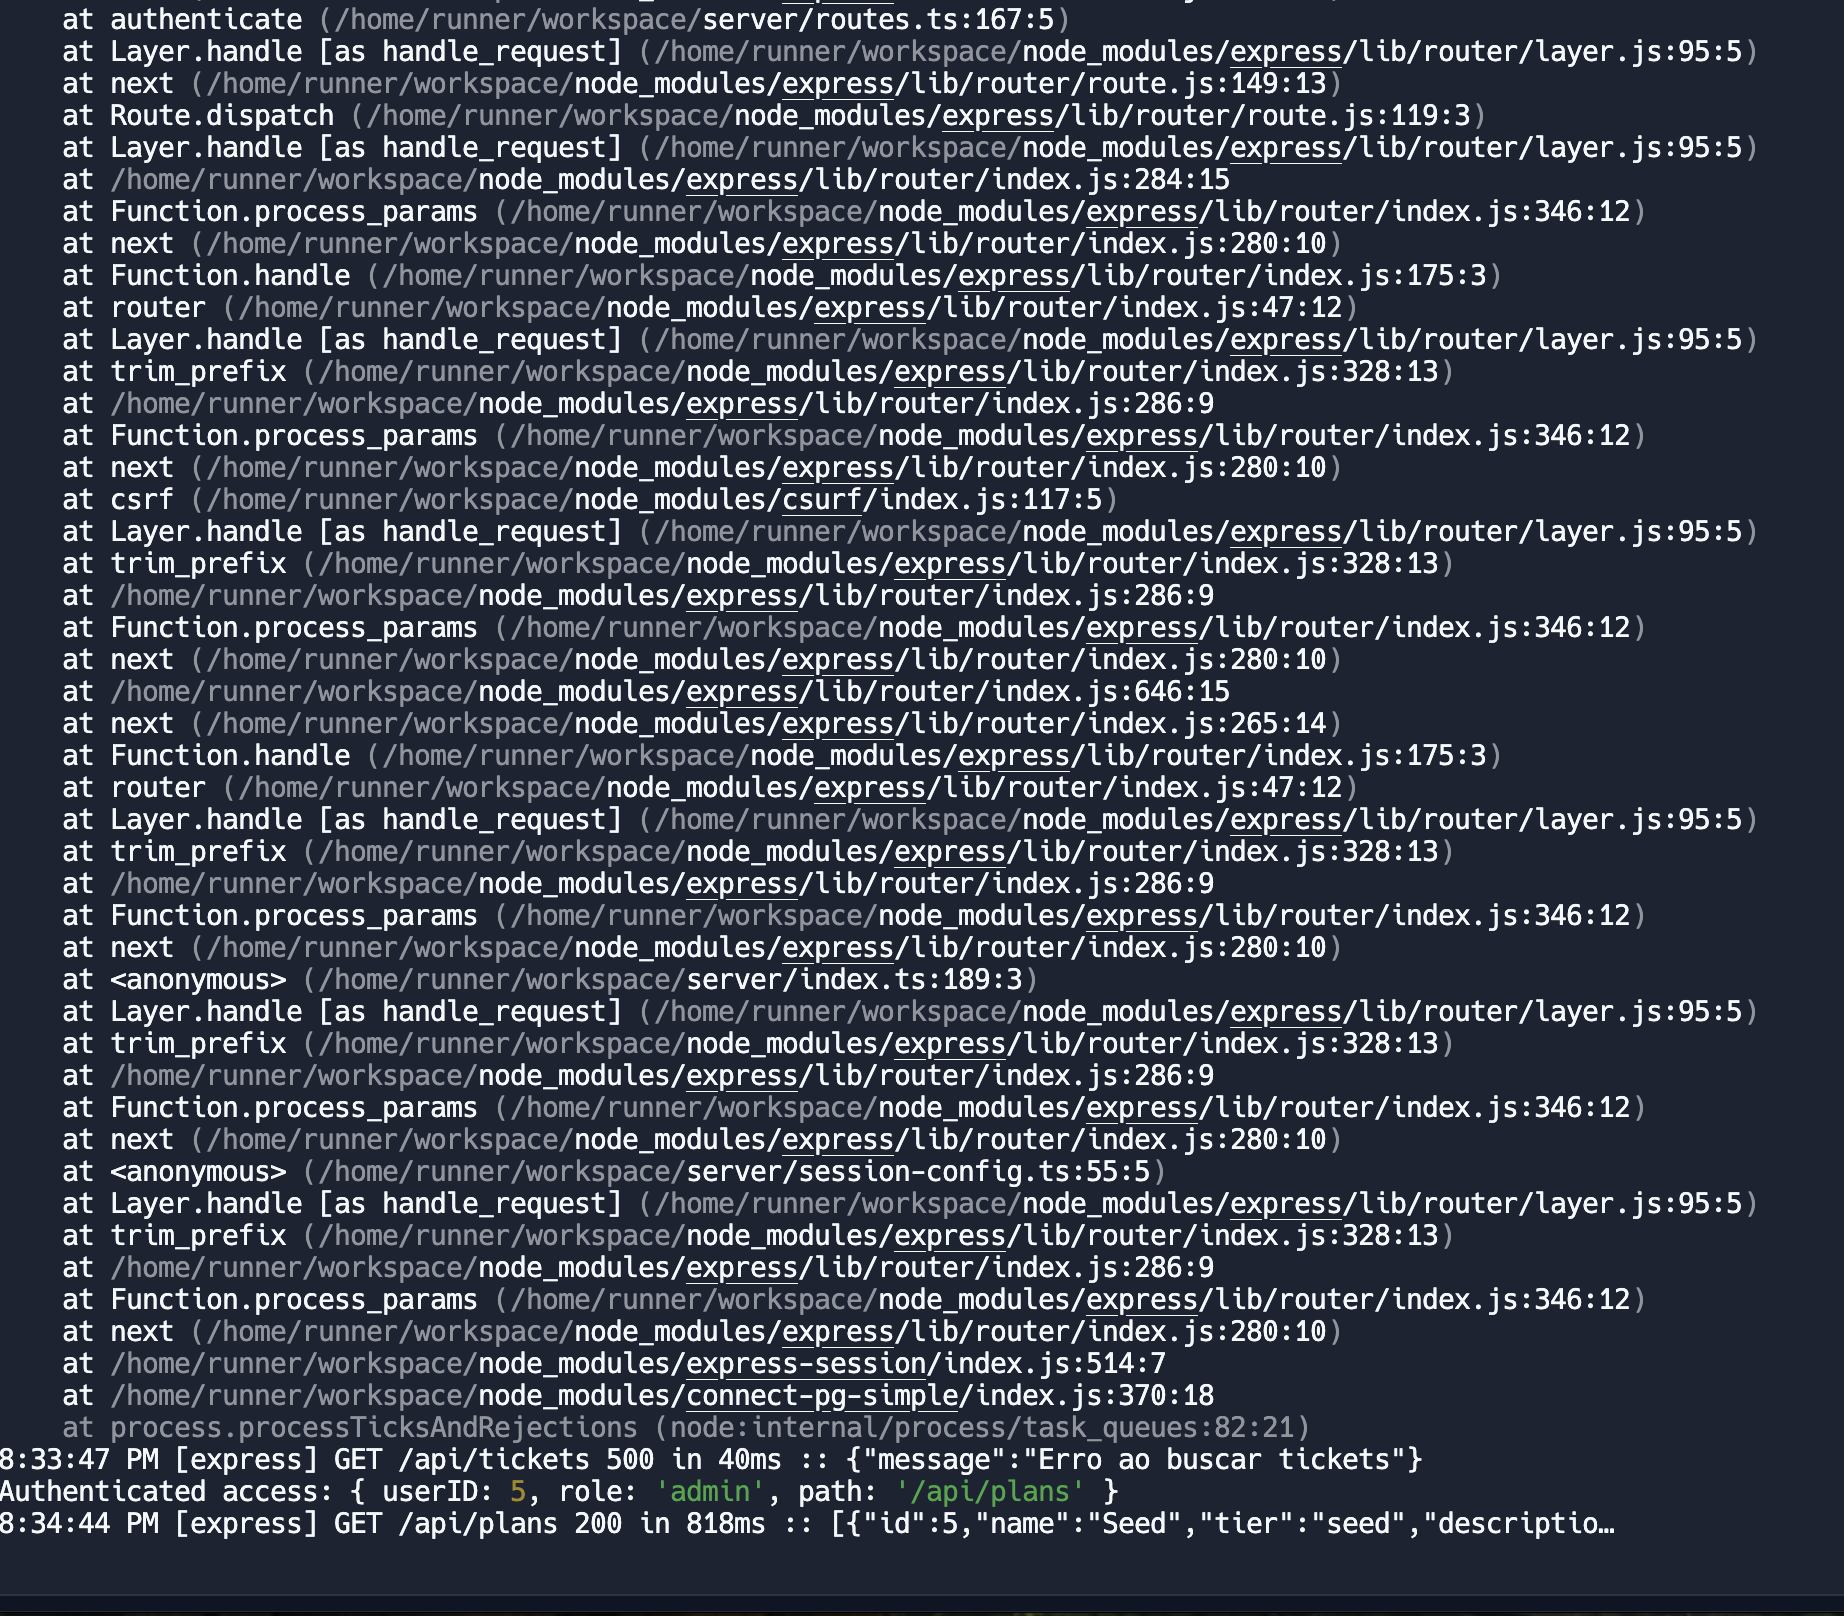 at authenticate (/home/runner/workspace/server/routes.ts:167:5)
at Layer.handle [as handle_request] (/home/runner/workspace/node_modules/express/lib/router/layer.js:95:5)
at next (/home/runner/workspace/node_modules/express/lib/router/route.js:149:13)
at Route.dispatch (/home/runner/workspace/node_modules/express/lib/router/route.js:119:3)
at Layer.handle [as handle_request] (/home/runner/workspace/node_modules/express/lib/router/layer.js:95:5)
at /home/runner/workspace/node_modules/express/lib/router/index.js:284:15
at Function.process_params (/home/runner/workspace/node_modules/express/lib/router/index.js:346:12)
at next (/home/runner/workspace/node_modules/express/lib/router/index.js:280:10)
at Function.handle (/home/runner/workspace/node_modules/express/lib/router/index.js:175:3)
at router (/home/runner/workspace/node_modules/express/lib/router/index.js:47:12)
at Layer.handle [as handle_request] (/home/runner/workspace/node_modules/express/lib/router/layer.js:95:5)
at trim_prefix (/home/runner/workspace/node_modules/express/lib/router/index.js:328:13)
at /home/runner/workspace/node_modules/express/lib/router/index.js:286:9
at Function.process_params (/home/runner/workspace/node_modules/express/lib/router/index.js:346:12)
at next (/home/runner/workspace/node_modules/express/lib/router/index.js:280:10)
at csrf (/home/runner/workspace/node_modules/csurf/index.js:117:5)
at Layer.handle [as handle_request] (/home/runner/workspace/node_modules/express/lib/router/layer.js:95:5)
at trim_prefix (/home/runner/workspace/node_modules/express/lib/router/index.js:328:13)
at /home/runner/workspace/node_modules/express/lib/router/index.js:286:9
at Function.process_params (/home/runner/workspace/node_modules/express/lib/router/index.js:346:12)
at next (/home/runner/workspace/node_modules/express/lib/router/index.js:280:10)
at /home/runner/workspace/node_modules/express/lib/router/index.js:646:15
at next (/home/runner/workspace/node_modules/express/lib/router/index.js:265:14)
at Function.handle (/home/runner/workspace/node_modules/express/lib/router/index.js:175:3)
at router (/home/runner/workspace/node_modules/express/lib/router/index.js:47:12)
at Layer.handle [as handle_request] (/home/runner/workspace/node_modules/express/lib/router/layer.js:95:5)
at trim_prefix (/home/runner/workspace/node_modules/express/lib/router/index.js:328:13)
at /home/runner/workspace/node_modules/express/lib/router/index.js:286:9
at Function.process_params (/home/runner/workspace/node_modules/express/lib/router/index.js:346:12)
at next (/home/runner/workspace/node_modules/express/lib/router/index.js:280:10)
at <anonymous> (/home/runner/workspace/server/index.ts:189:3)
at Layer.handle [as handle_request] (/home/runner/workspace/node_modules/express/lib/router/layer.js:95:5)
at trim_prefix (/home/runner/workspace/node_modules/express/lib/router/index.js:328:13)
at /home/runner/workspace/node_modules/express/lib/router/index.js:286:9
at Function.process_params (/home/runner/workspace/node_modules/express/lib/router/index.js:346:12)
at next (/home/runner/workspace/node_modules/express/lib/router/index.js:280:10)
at <anonymous> (/home/runner/workspace/server/session-config.ts:55:5)
at Layer.handle [as handle_request] (/home/runner/workspace/node_modules/express/lib/router/layer.js:95:5)
at trim_prefix (/home/runner/workspace/node_modules/express/lib/router/index.js:328:13)
at /home/runner/workspace/node_modules/express/lib/router/index.js:286:9
at Function.process_params (/home/runner/workspace/node_modules/express/lib/router/index.js:346:12)
at next (/home/runner/workspace/node_modules/express/lib/router/index.js:280:10)
at /home/runner/workspace/node_modules/express-session/index.js:514:7
at /home/runner/workspace/node_modules/connect-pg-simple/index.js:370:18
at process.processTicksAndRejections (node:internal/process/task_queues:82:21)
8:33:47 PM [express] GET /api/tickets 500 in 40ms :: {"message":"Erro ao buscar tickets"}
Authenticated access: { userID: 5, role: 'admin', path: '/api/plans' }
8:34:44 PM [express] GET /api/plans 200 in 818ms :: [{"id":5,"name":"Seed","tier":"seed","descriptio…